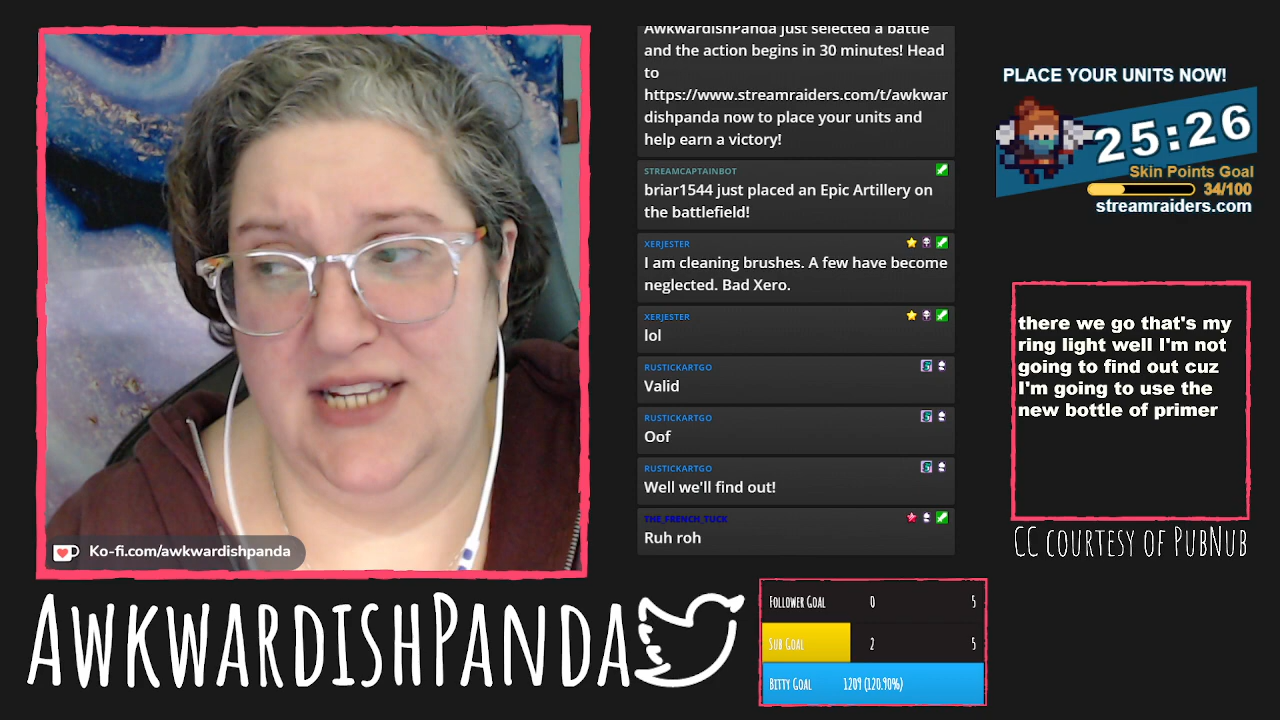 AwkwardishPanda just selected a battle
and the action begins in 30 minutes! Head
to
https://www.streamraiders.com/t/awkwar
dishpanda now to place your units and
help earn a victory!
STREAMCAPTAINBOT
briar1544 just placed an Epic Artillery on
the battlefield!
XERJESTER
I am cleaning brushes. A few have become
neglected. Bad Xero.
XERJESTER
lol
RUSTICKARTGO
Valid
RUSTICKARTGO
Oof
RUSTICKARTGO
Well we'll find out!
THE_FRENCH_TUCK
Ruh roh
PLACE YOUR UNITS NOW!
25:26
Skin Points Goal
34/100
streamraiders.com
there we go that's my
ring light well I'm not
going to find out cuz
I'm going to use the
new bottle of primer
CC COURTESY OF PUBNUB
Ko-fi.com/awkwardishpanda
AWKWARDISHPANDA
FOLLOWER GOAL 0 5
SUB GOAL 2 5
BITTY GOAL 1209 (120.90%)